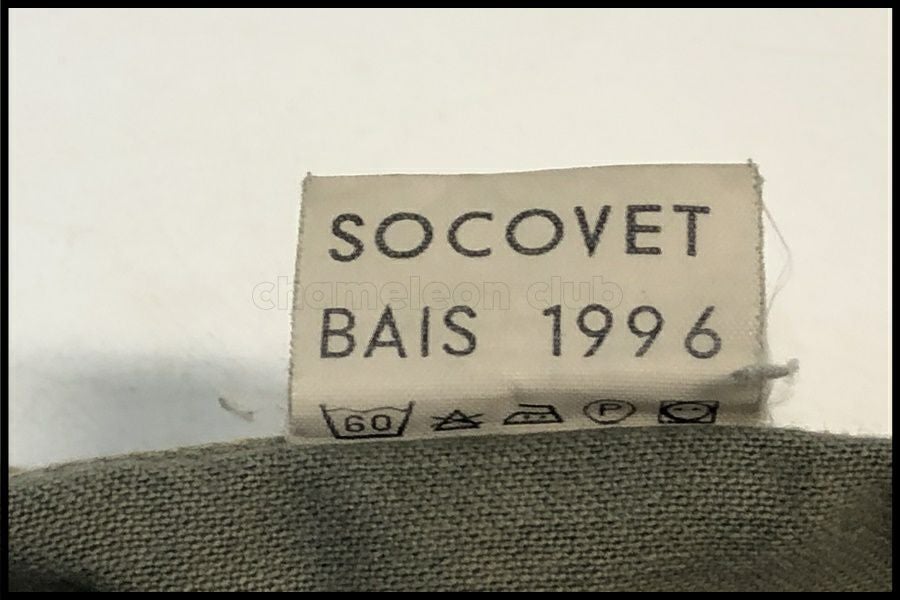 SOCOVET
chameleon club
BAIS 1996
60
P